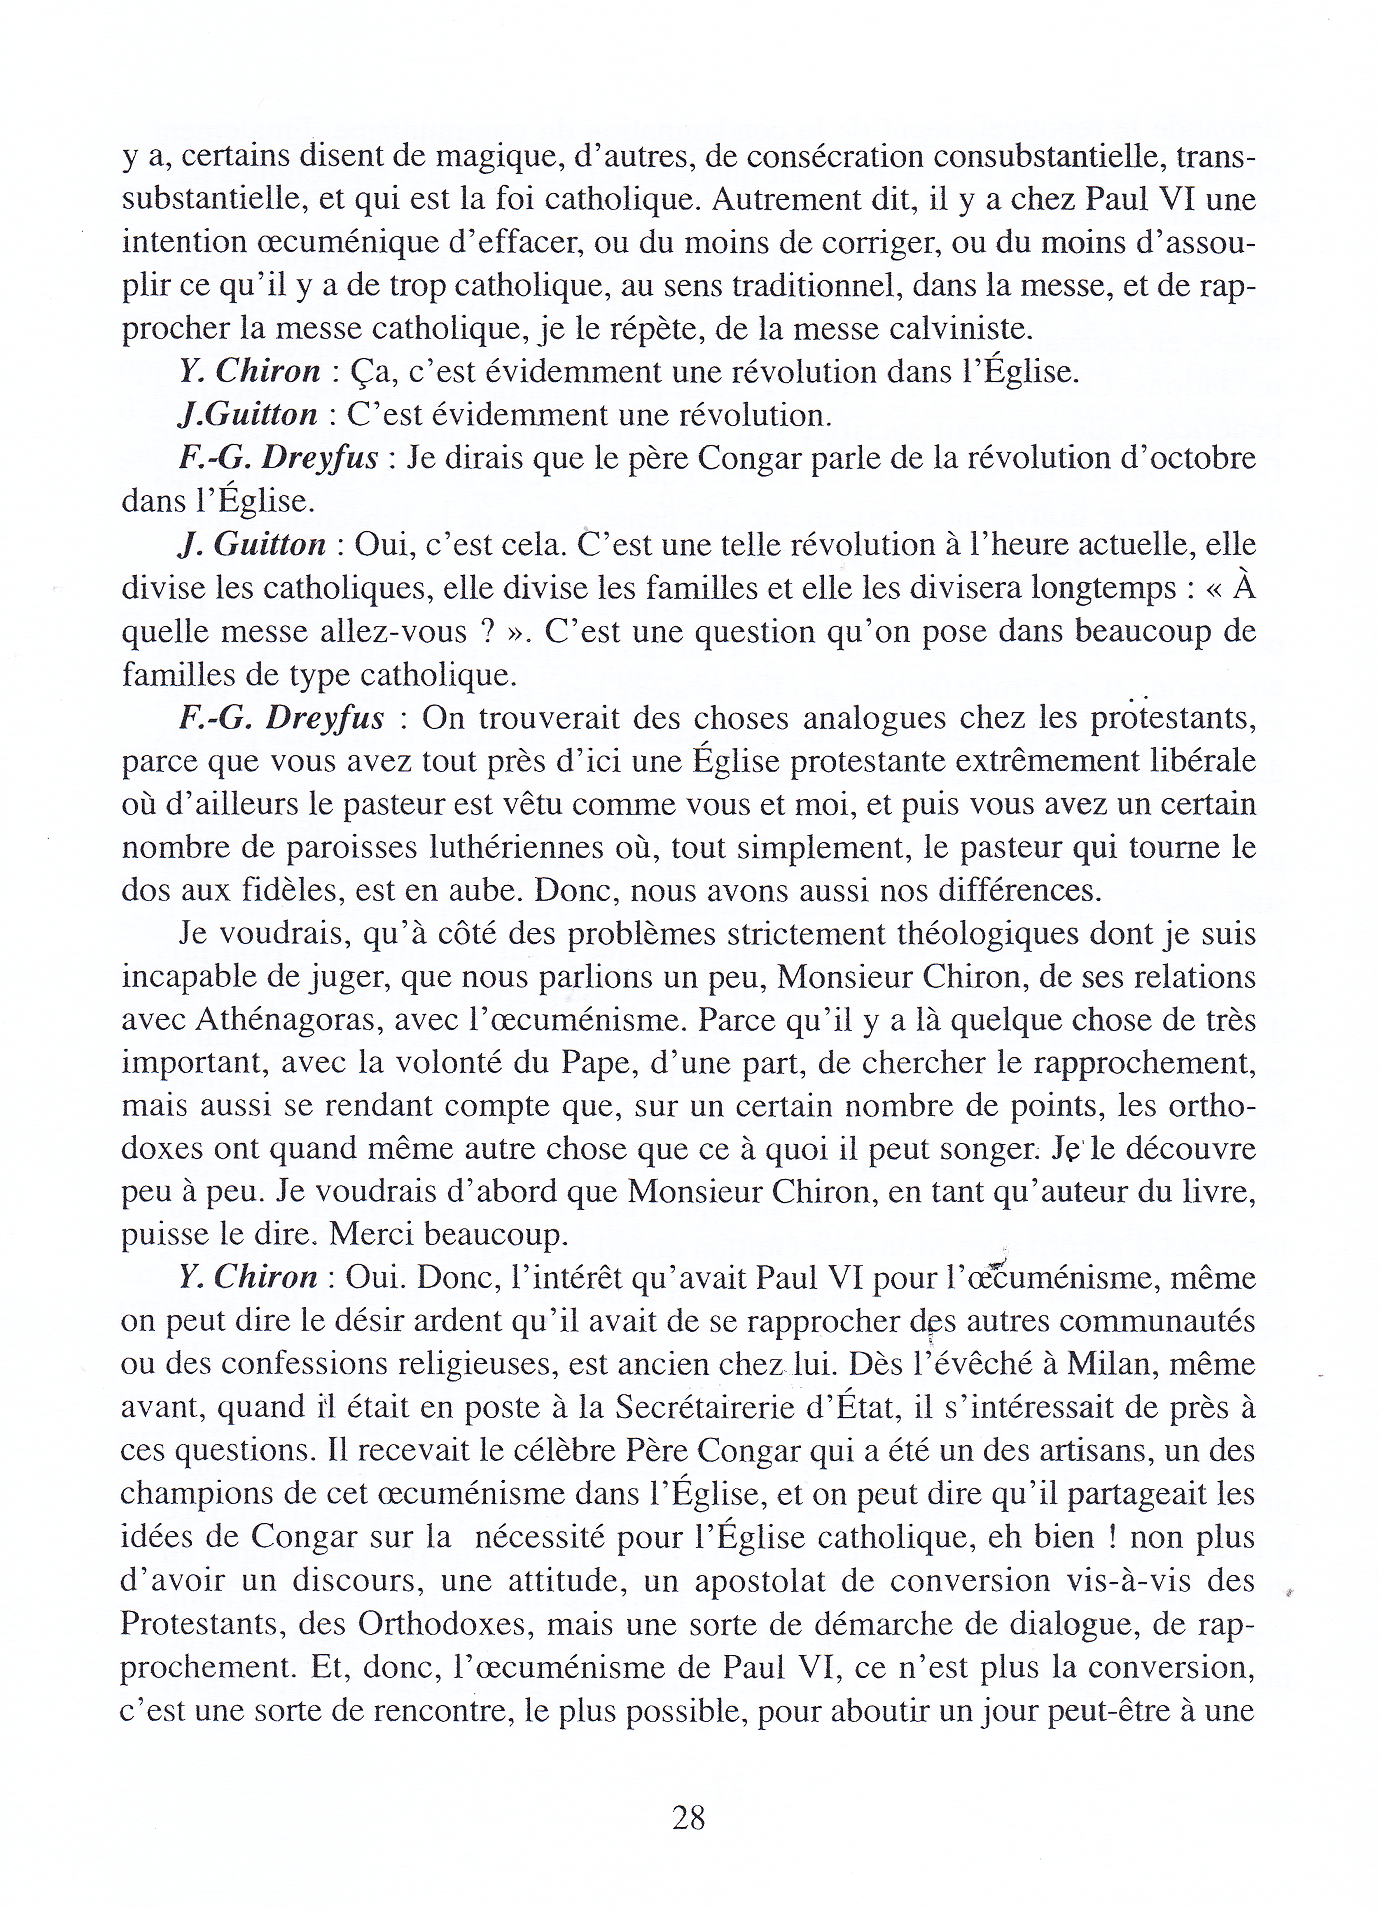 y a, certains disent de magique, d'autres, de consécration consubstantielle, trans-
substantielle, et qui est la foi catholique. Autrement dit, il y a chez Paul VI une
intention œcuménique d'effacer, ou du moins de corriger, ou du moins d'assou-
plir ce qu'il y a de trop catholique, au sens traditionnel, dans la messe, et de rap-
procher la messe catholique, je le répète, de la messe calviniste.
Y. Chiron : Ça, c'est évidemment une révolution dans l'Église.
J.Guitton : C'est évidemment une révolution.
F.-G. Dreyfus : Je dirais que le père Congar parle de la révolution d'octobre
dans l'Église.
J. Guitton : Oui, c'est cela. C'est une telle révolution à l'heure actuelle, elle
divise les catholiques, elle divise les familles et elle les divisera longtemps : « À
quelle messe allez-vous ? ». C'est une question qu'on pose dans beaucoup de
familles de type catholique.
F.-G. Dreyfus : On trouverait des choses analogues chez les protestants,
parce que vous avez tout près d'ici une Église protestante extrêmement libérale
où d'ailleurs le pasteur est vêtu comme vous et moi, et puis vous avez un certain
nombre de paroisses luthériennes où, tout simplement, le pasteur qui tourne le
dos aux fidèles, est en aube. Donc, nous avons aussi nos différences.
Je voudrais, qu'à côté des problèmes strictement théologiques dont je suis
incapable de juger, que nous parlions un peu, Monsieur Chiron, de ses relations
avec Athénagoras, avec l'œcuménisme. Parce qu'il y a là quelque chose de très
important, avec la volonté du Pape, d'une part, de chercher le rapprochement,
mais aussi se rendant compte que, sur un certain nombre de points, les ortho-
doxes ont quand même autre chose que ce à quoi il peut songer. Je le découvre
peu à peu. Je voudrais d'abord que Monsieur Chiron, en tant qu'auteur du livre,
puisse le dire. Merci beaucoup.
Y. Chiron : Oui. Donc, l'intérêt qu'avait Paul VI pour l'œcuménisme, même
on peut dire le désir ardent qu'il avait de se rapprocher des autres communautés
ou des confessions religieuses, est ancien chez lui. Dès l'évêché à Milan, même
avant, quand il était en poste à la Secrétairerie d'État, il s'intéressait de près à
ces questions. Il recevait le célèbre Père Congar qui a été un des artisans, un des
champions de cet œcuménisme dans l'Église, et on peut dire qu'il partageait les
idées de Congar sur la nécessité pour l'Église catholique, eh bien ! non plus
d'avoir un discours, une attitude, un apostolat de conversion vis-à-vis des
Protestants, des Orthodoxes, mais une sorte de démarche de dialogue, de rap-
prochement. Et, donc, l'œcuménisme de Paul VI, ce n'est plus la conversion,
c'est une sorte de rencontre, le plus possible, pour aboutir un jour peut-être à une
28